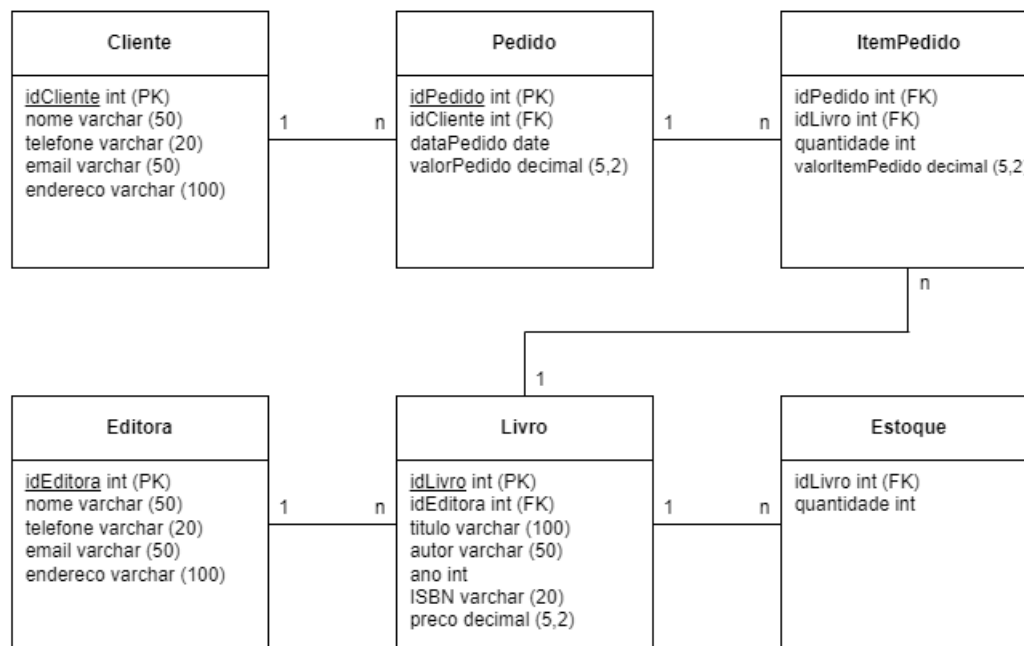 Cliente
idCliente int (PK)
nome varchar (50)
telefone varchar (20)
email varchar (50)
endereco varchar (100)
1
n
Pedido
idPedido int (PK)
idCliente int (FK)
dataPedido date
valorPedido decimal (5,2)
1
n
ItemPedido
idPedido int (FK)
idLivro int (FK)
quantidade int
valorItemPedido decimal (5,2)
n
1
Editora
idEditora int (PK)
nome varchar (50)
telefone varchar (20)
email varchar (50)
endereco varchar (100)
1
n
Livro
idLivro int (PK)
idEditora int (FK)
titulo varchar (100)
autor varchar (50)
ano int
ISBN varchar (20)
preco decimal (5,2)
1
n
Estoque
idLivro int (FK)
quantidade int